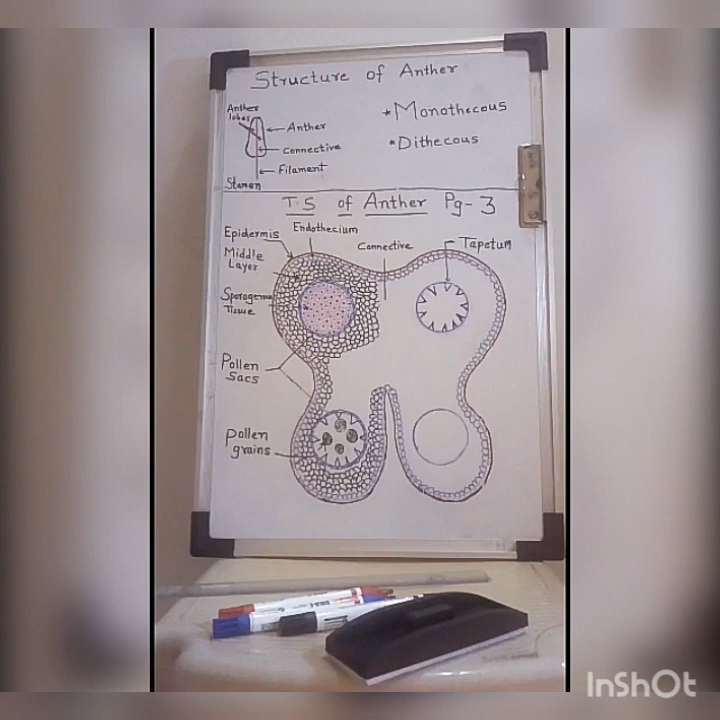 Structure of Anther
Anther
lobes
Anther
*Monothecous
Connective
*Dithecous
Filament
Stamen
T.S of Anther Pg-3
Epidermis
Endothecium
Connective
Tapetum
Middle
Layer
Sporogenous
Tissue
Pollen
Sacs
Pollen
grains
InShOt